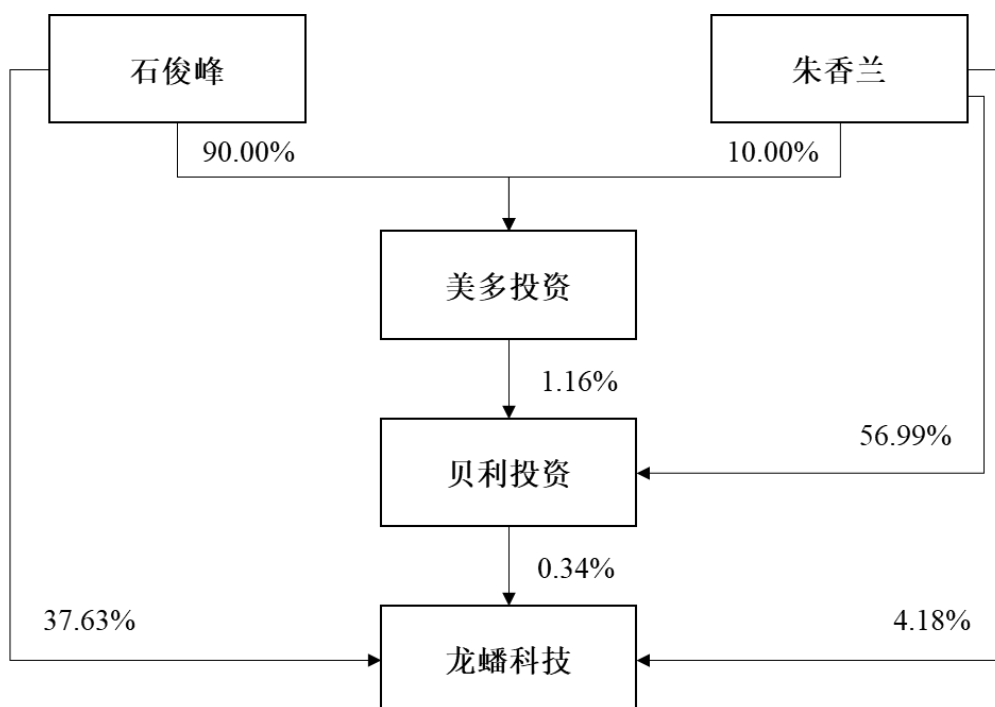 石俊峰
朱香兰
90.00%
10.00%
美多投资
1.16%
56.99%
贝利投资
0.34%
37.63%
4.18%
龙蟠科技